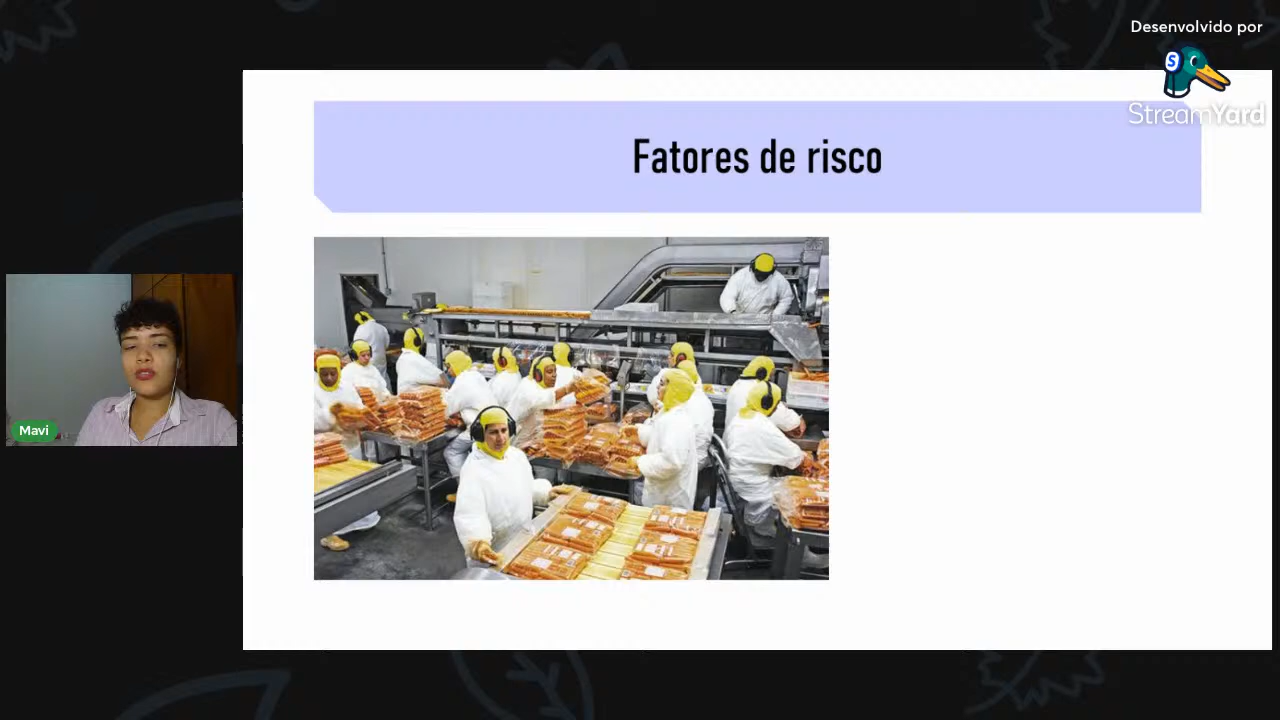 Desenvolvido por
S
StreamYard
Fatores de risco
Mavi